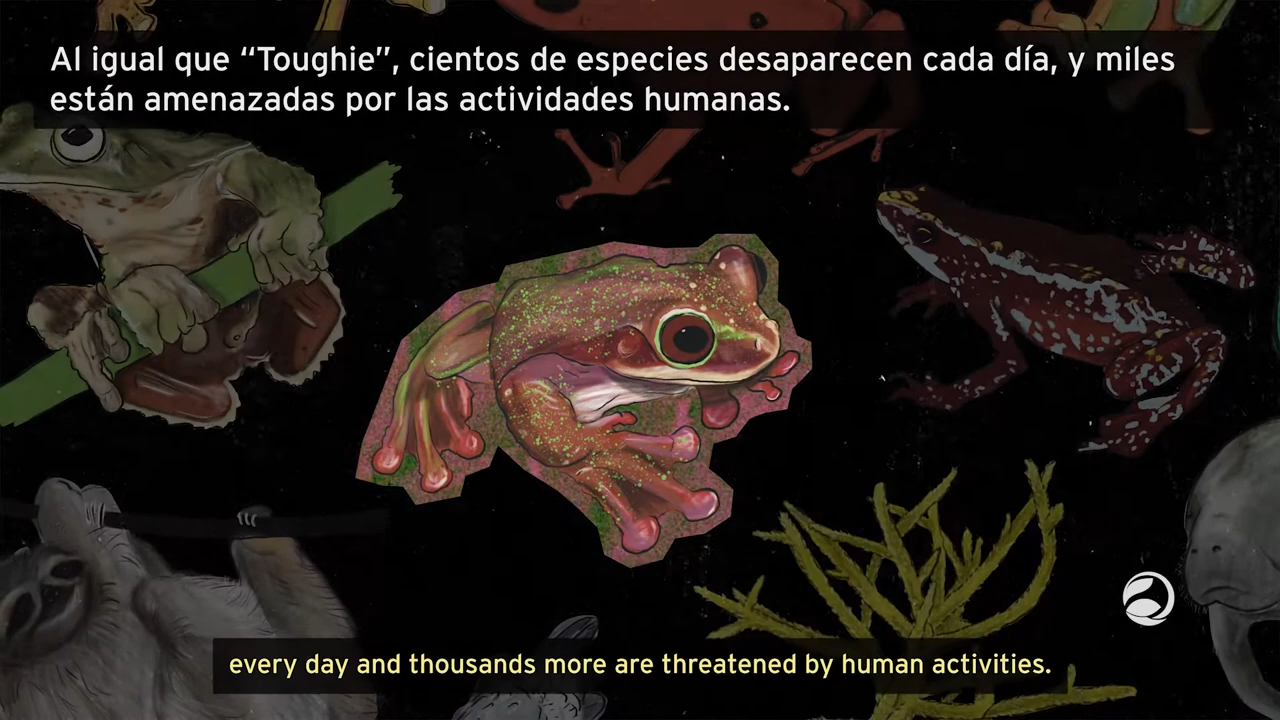 Al igual que “Toughie”, cientos de especies desaparecen cada día, y miles
están amenazadas por las actividades humanas.
every day and thousands more are threatened by human activities.